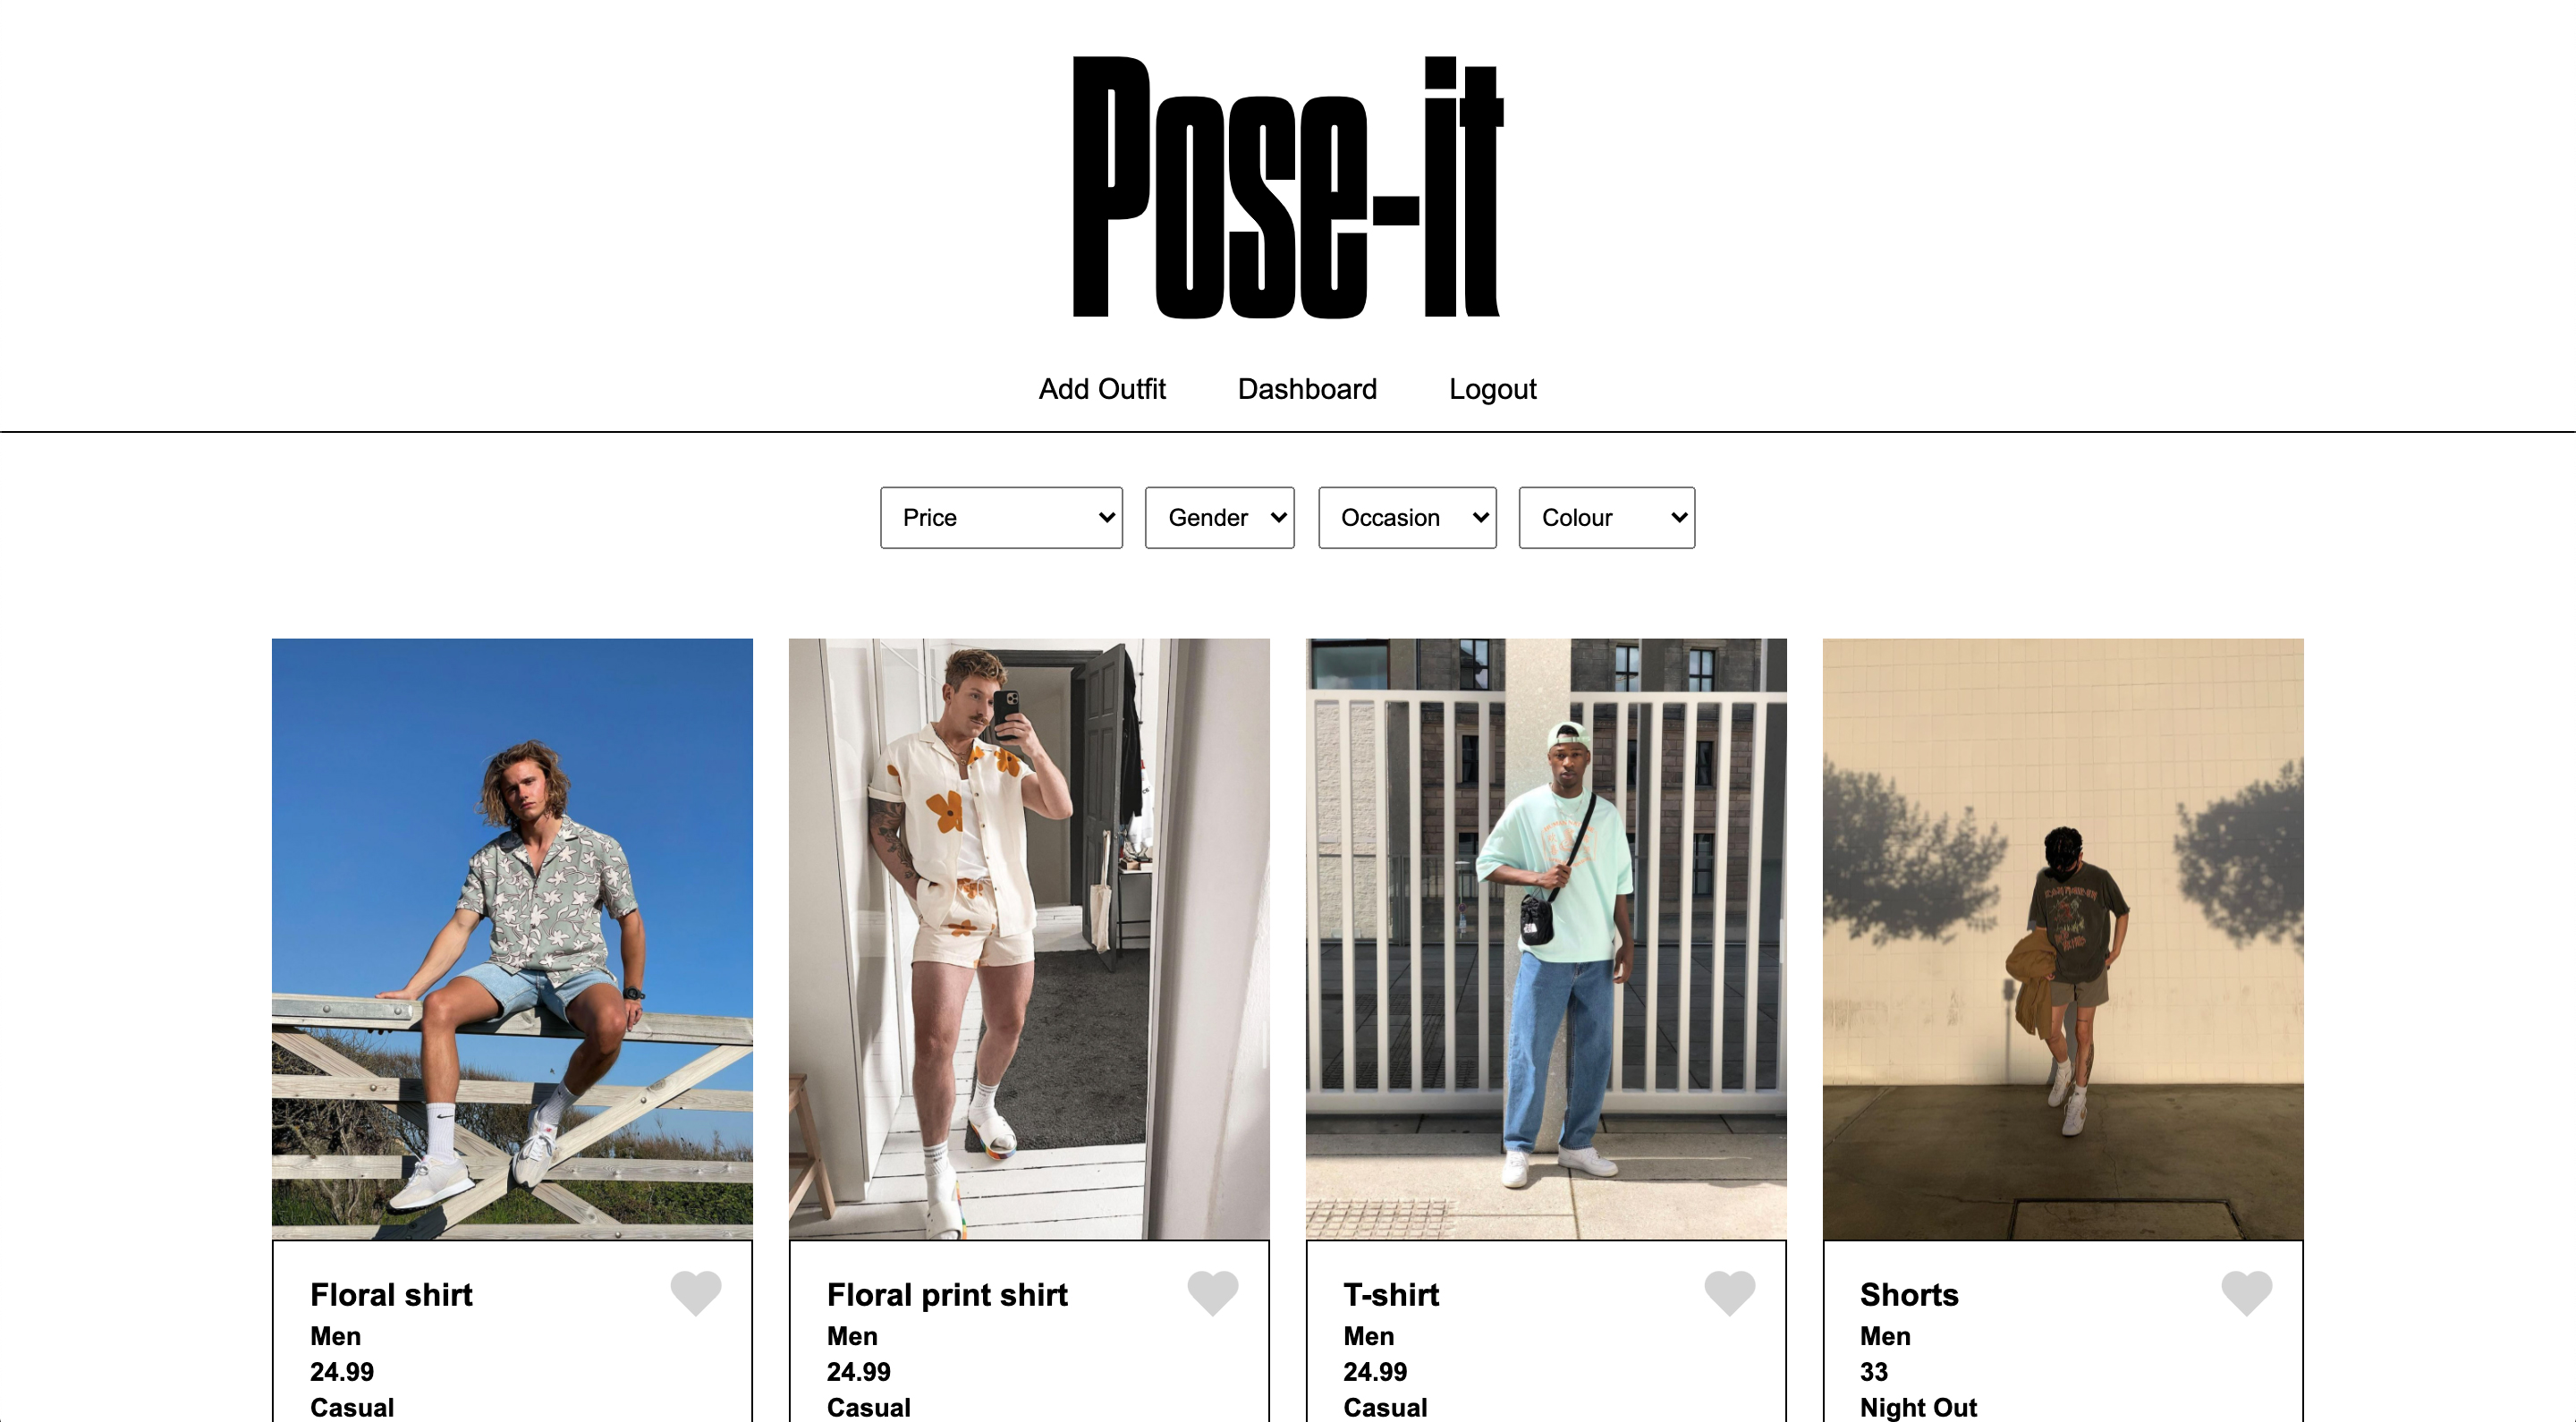 Pose-it
Add Outfit Dashboard Logout
Price Gender Occasion Colour
Floral shirt
Men
24.99
Casual
Floral print shirt
Men
24.99
Casual
T-shirt
Men
24.99
Casual
Shorts
Men
33
Night Out